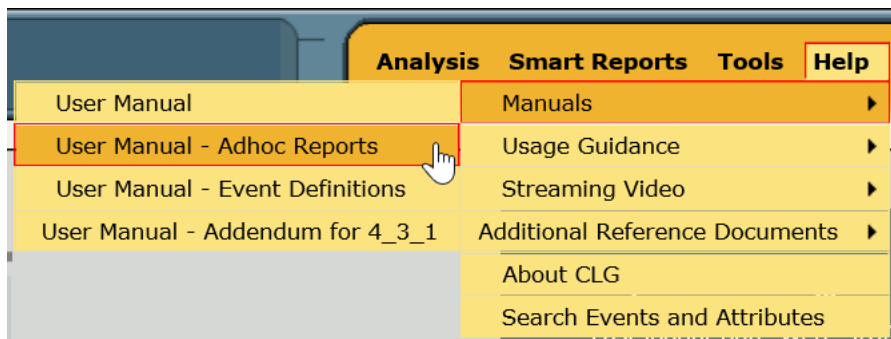 Analysis Smart Reports Tools Help
User Manual
User Manual - Adhoc Reports
User Manual - Event Definitions
User Manual - Addendum for 4_3_1
Manuals
Usage Guidance
Streaming Video
Additional Reference Documents
About CLG
Search Events and Attributes